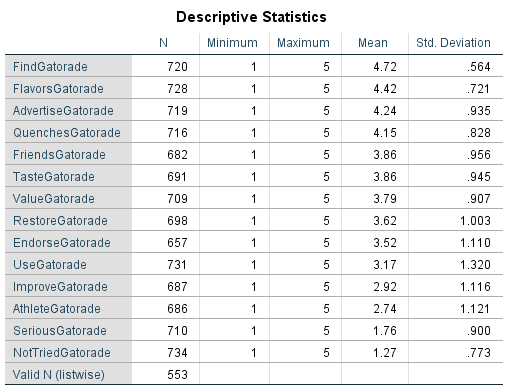 Descriptive Statistics
N Minimum Maximum Mean Std. Deviation
FindGatorade 720 1 5 4.72 .564
FlavorsGatorade 728 1 5 4.42 .721
AdvertiseGatorade 719 1 5 4.24 .935
QuenchesGatorade 716 1 5 4.15 .828
FriendsGatorade 682 1 5 3.86 .956
TasteGatorade 691 1 5 3.86 .945
ValueGatorade 709 1 5 3.79 .907
RestoreGatorade 698 1 5 3.62 1.003
EndorseGatorade 657 1 5 3.52 1.110
UseGatorade 731 1 5 3.17 1.320
ImproveGatorade 687 1 5 2.92 1.116
AthleteGatorade 686 1 5 2.74 1.121
SeriousGatorade 710 1 5 1.76 .900
NotTriedGatorade 734 1 5 1.27 .773
Valid N (listwise) 553